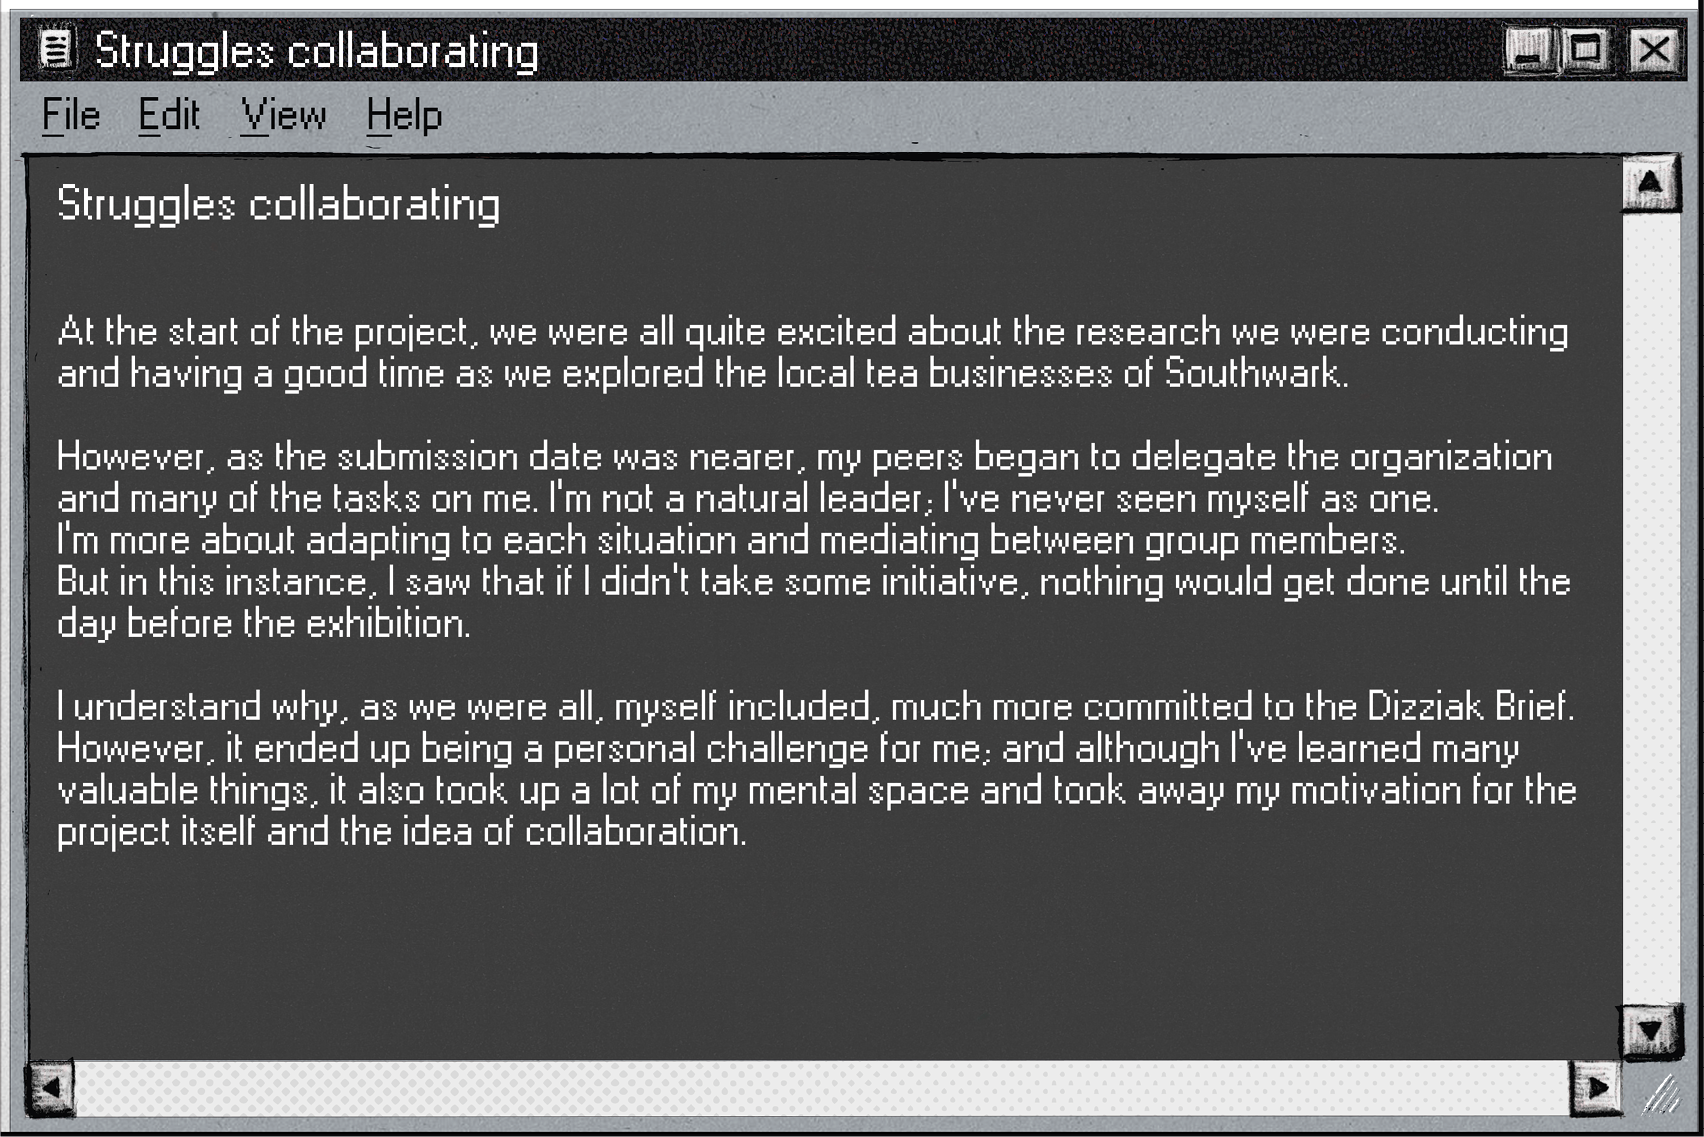 Struggles collaborating
File Edit View Help
Struggles collaborating
At the start of the project, we were all quite excited about the research we were conducting
and having a good time as we explored the local tea businesses of Southwark.
However, as the submission date was nearer, my peers began to delegate the organization
and many of the tasks on me. I'm not a natural leader; I've never seen myself as one.
I'm more about adapting to each situation and mediating between group members.
But in this instance, I saw that if I didn't take some initiative, nothing would get done until the
day before the exhibition.
I understand why, as we were all, myself included, much more committed to the Dizziak Brief.
However, it ended up being a personal challenge for me; and although I've learned many
valuable things, it also took up a lot of my mental space and took away my motivation for the
project itself and the idea of collaboration.